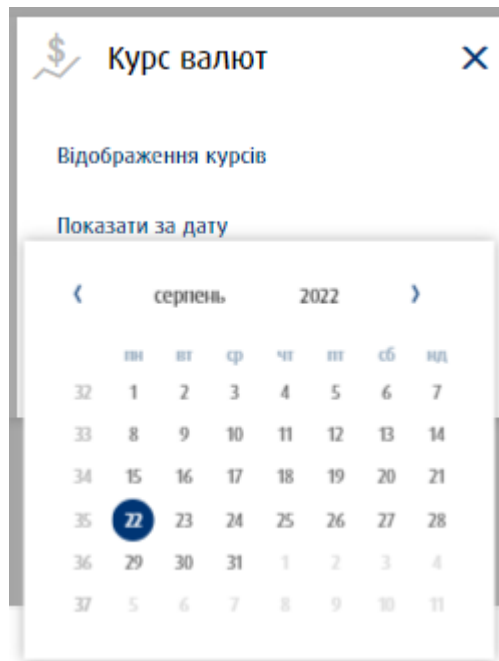 $ Курс валют ×
Відображення курсів
Показати за дату
‹ серпень 2022 ›
пн вт ср чт пт сб нд
32 1 2 3 4 5 6 7
33 8 9 10 11 12 13 14
34 15 16 17 18 19 20 21
35 22 23 24 25 26 27 28
36 29 30 31 1 2 3 4
37 5 6 7 8 9 10 11